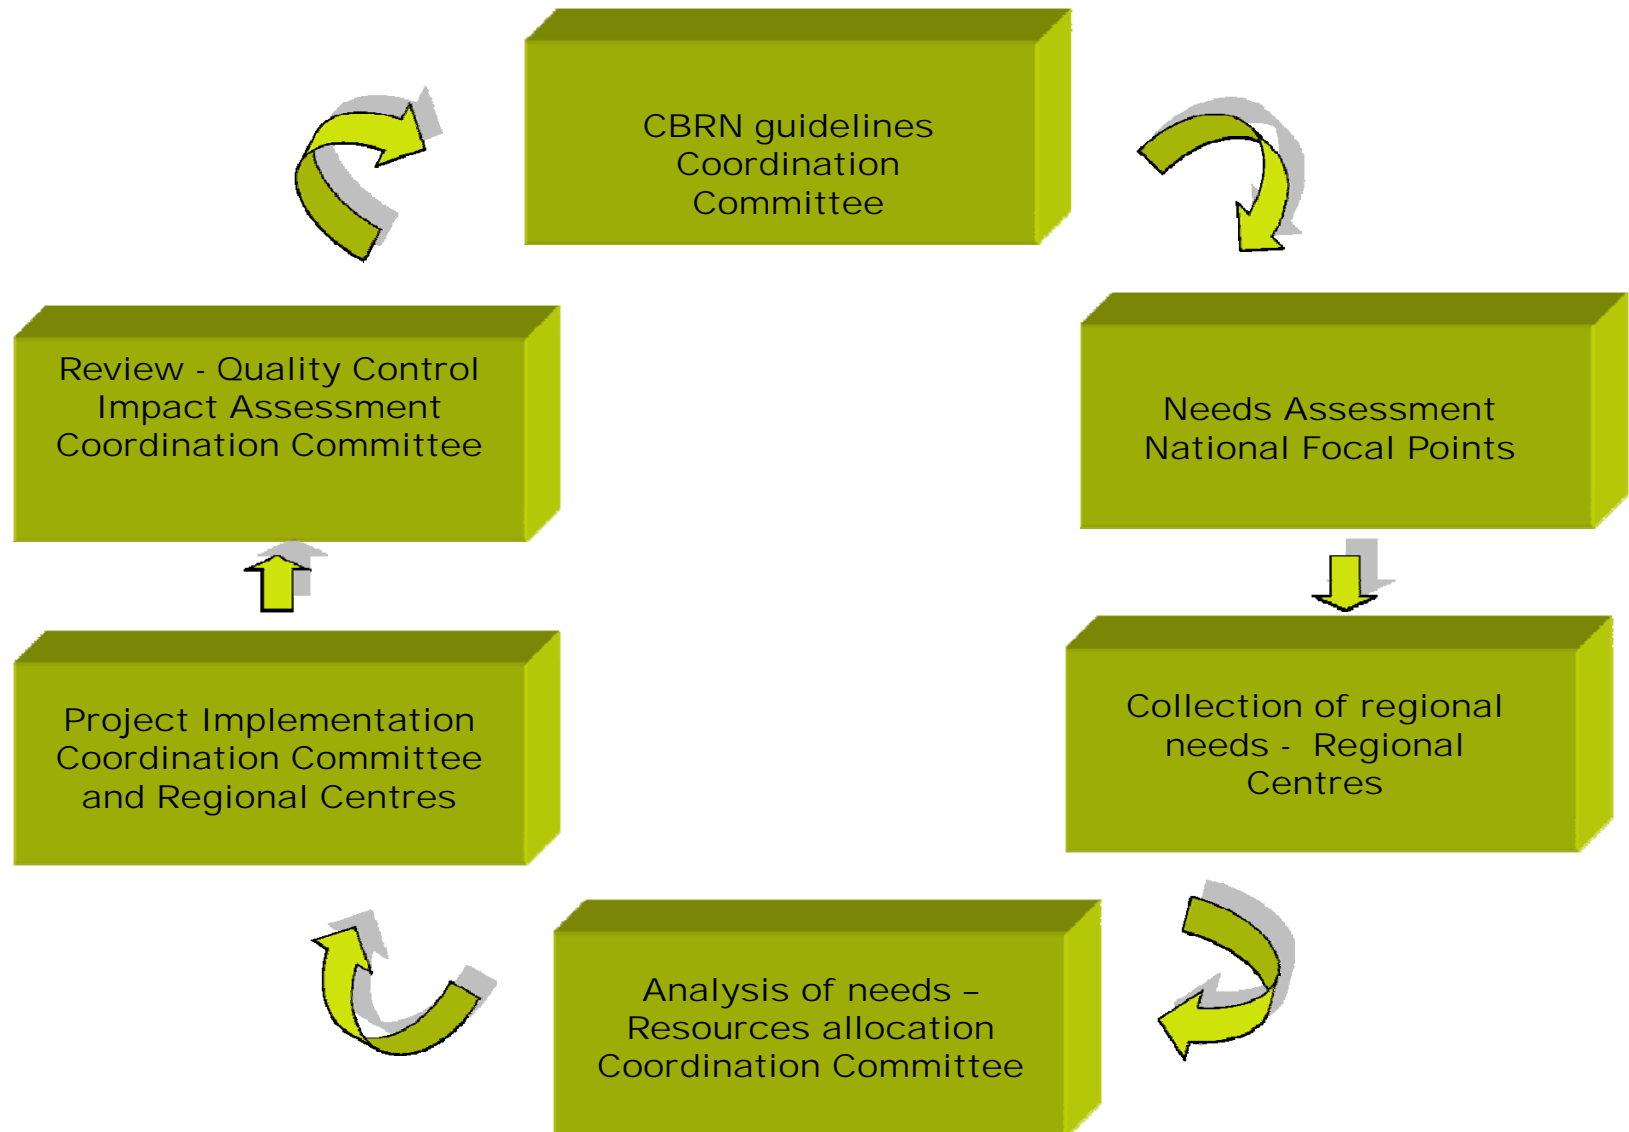 CBRN guidelines
Coordination
Committee
Needs Assessment
National Focal Points
Collection of regional
needs - Regional
Centres
Analysis of needs –
Resources allocation
Coordination Committee
Project Implementation
Coordination Committee
and Regional Centres
Review - Quality Control
Impact Assessment
Coordination Committee